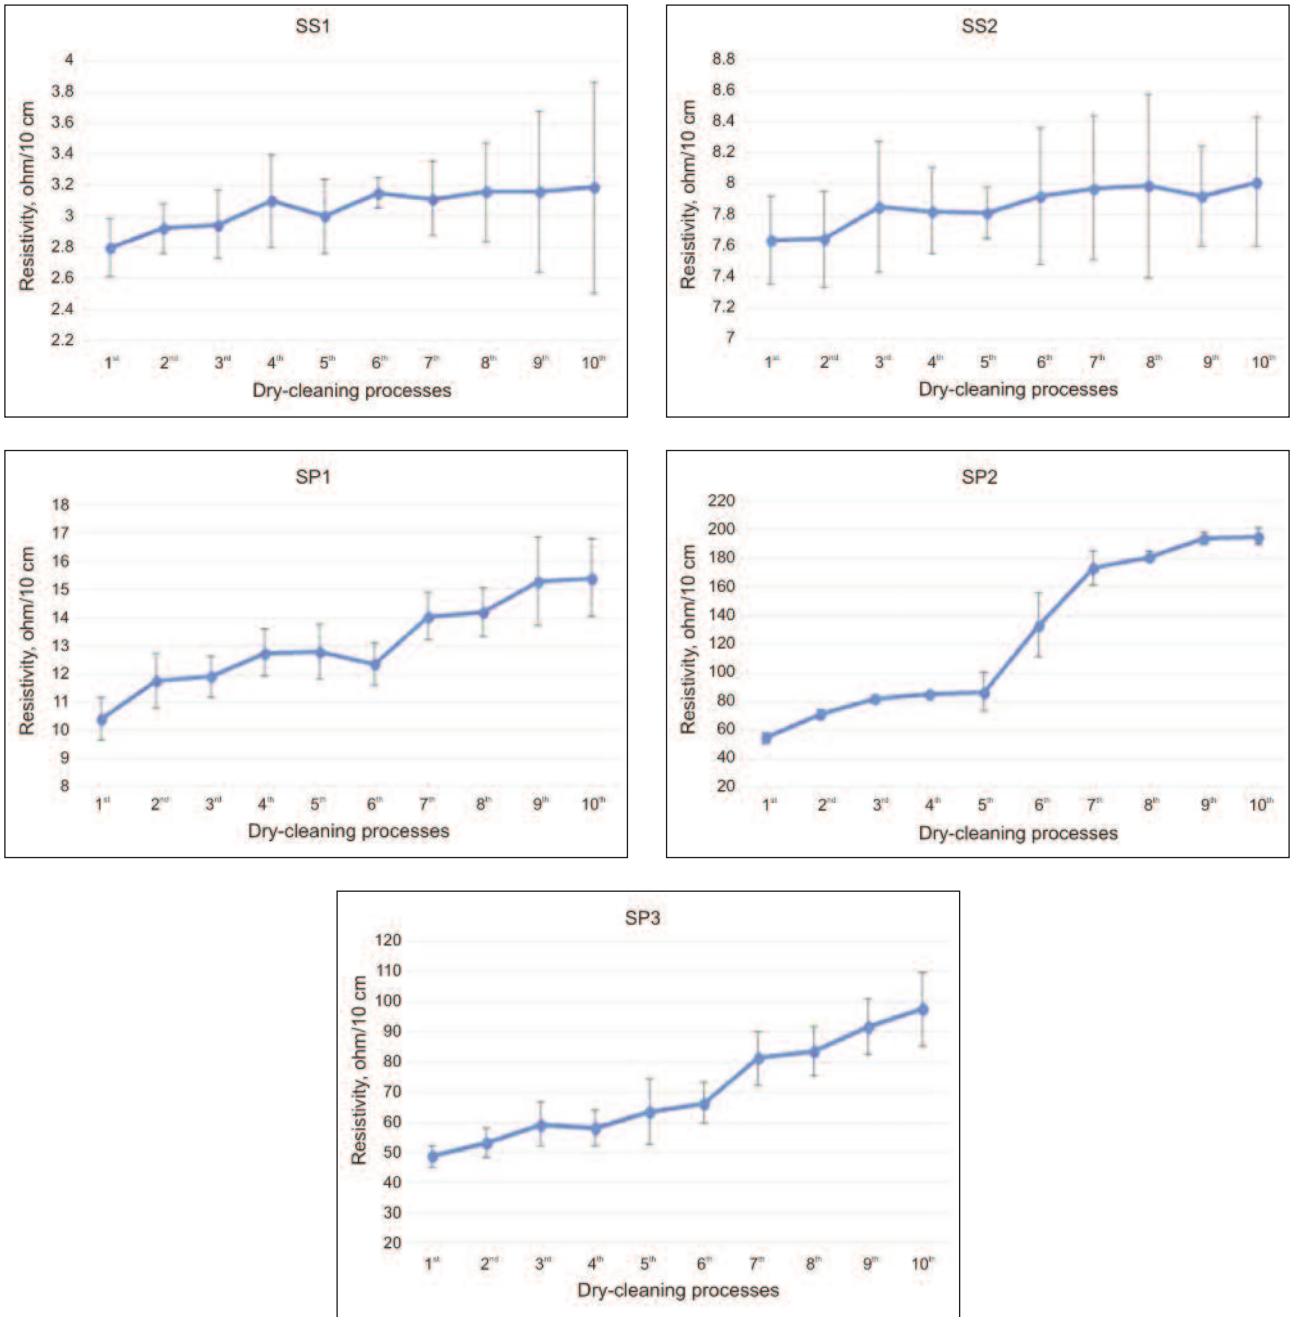 SS1
Resistivity, ohm/10 cm
4
3.8
3.6
3.4
3.2
3
2.8
2.6
2.4
2.2
1st 2nd 3rd 4th 5th 6th 7th 8th 9th 10th
Dry-cleaning processes
SS2
Resistivity, ohm/10 cm
8.8
8.6
8.4
8.2
8
7.8
7.6
7.4
7.2
7
1st 2nd 3rd 4th 5th 6th 7th 8th 9th 10th
Dry-cleaning processes
SP1
Resistivity, ohm/10 cm
18
17
16
15
14
13
12
11
10
9
8
1st 2nd 3rd 4th 5th 6th 7th 8th 9th 10th
Dry-cleaning processes
SP2
Resistivity, ohm/10 cm
220
200
180
160
140
120
100
80
60
40
20
1st 2nd 3rd 4th 5th 6th 7th 8th 9th 10th
Dry-cleaning processes
SP3
Resistivity, ohm/10 cm
120
110
100
90
80
70
60
50
40
30
20
1st 2nd 3rd 4th 5th 6th 7th 8th 9th 10th
Dry-cleaning processes